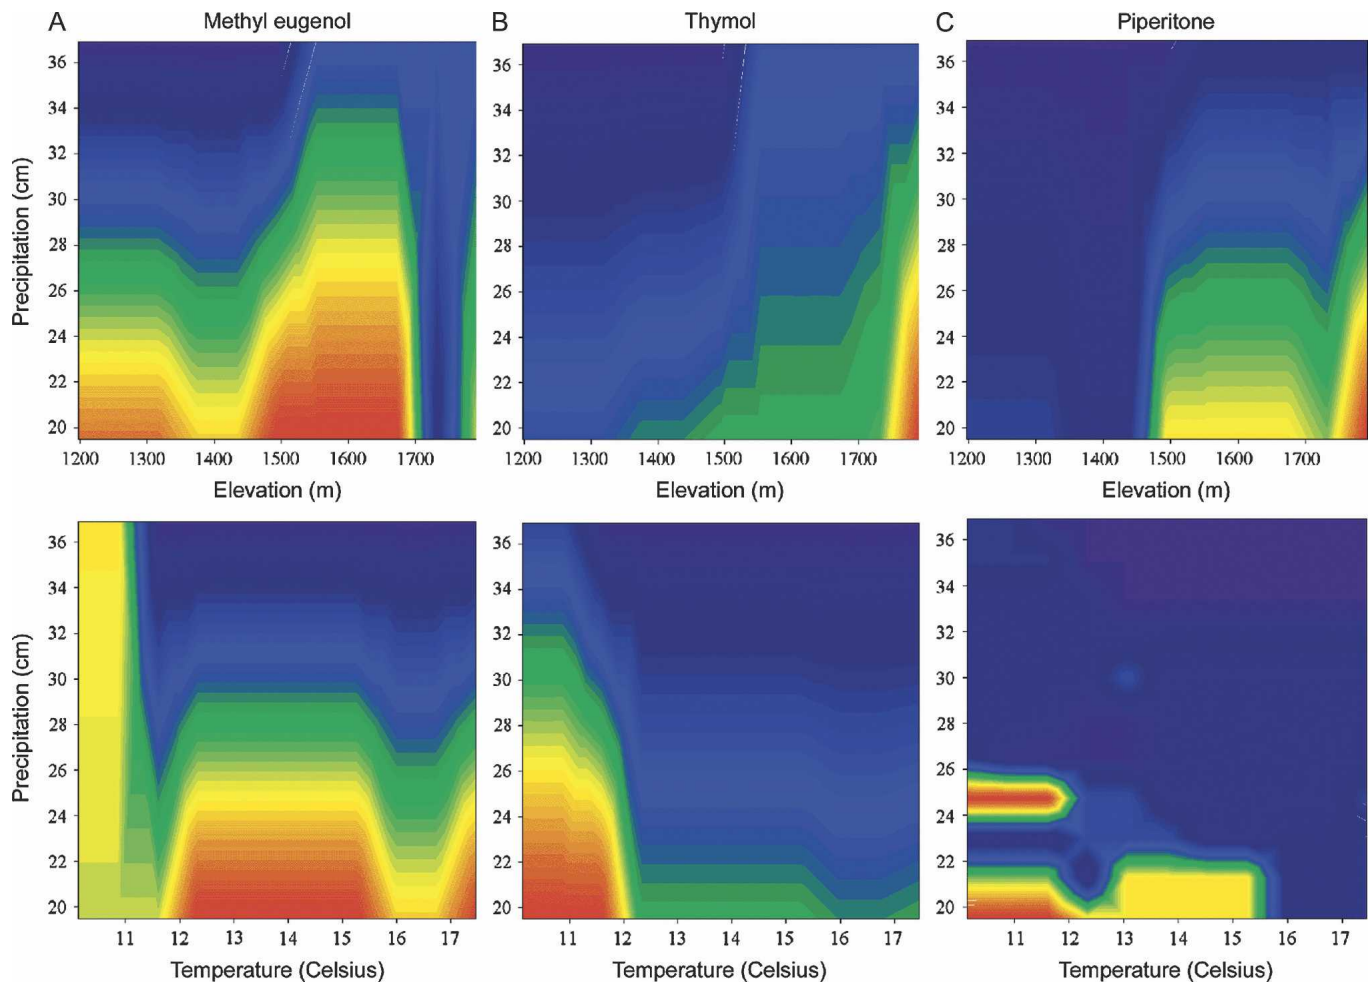 A Methyl eugenol B Thymol C Piperitone
Precipitation (cm)
36 34 32 30 28 26 24 22 20
36 34 32 30 28 26 24 22 20
36 34 32 30 28 26 24 22 20
1200 1300 1400 1500 1600 1700
1200 1300 1400 1500 1600 1700
1200 1300 1400 1500 1600 1700
Elevation (m) Elevation (m) Elevation (m)
Precipitation (cm)
36 34 32 30 28 26 24 22 20
36 34 32 30 28 26 24 22 20
36 34 32 30 28 26 24 22 20
11 12 13 14 15 16 17
11 12 13 14 15 16 17
11 12 13 14 15 16 17
Temperature (Celsius) Temperature (Celsius) Temperature (Celsius)